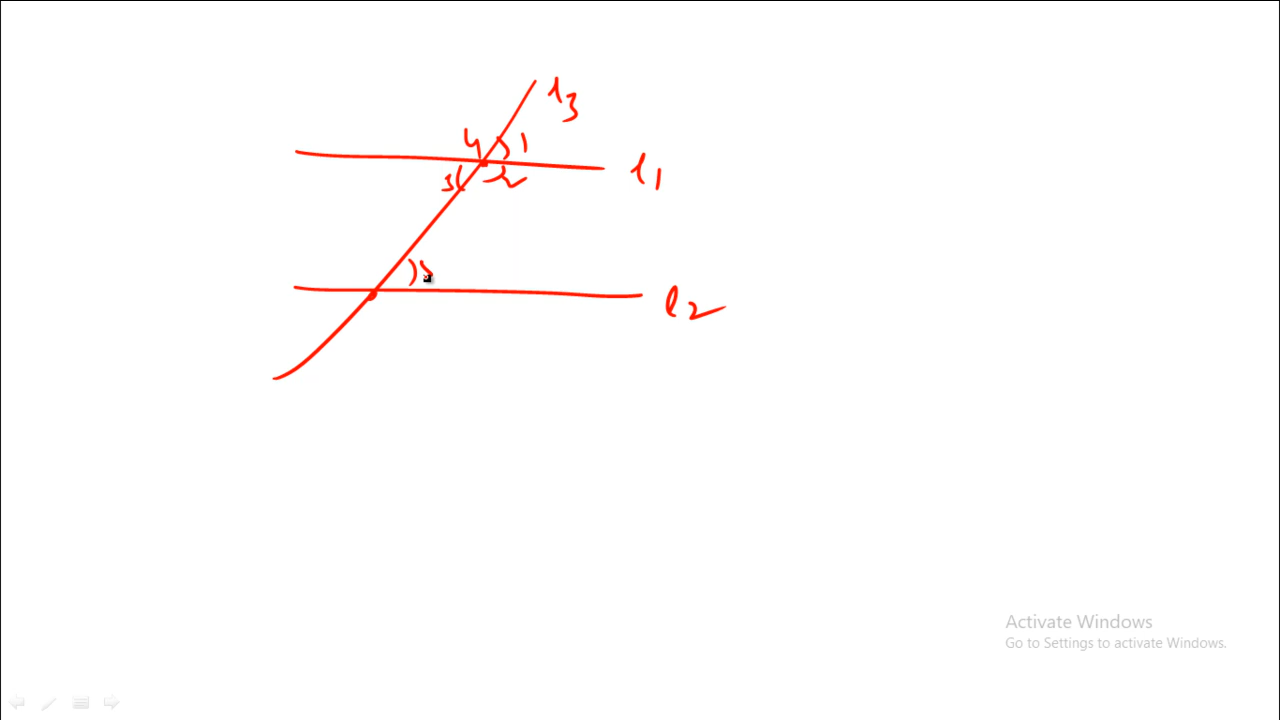 l3
4 1
l1
3 2
l2
Activate Windows
Go to Settings to activate Windows.